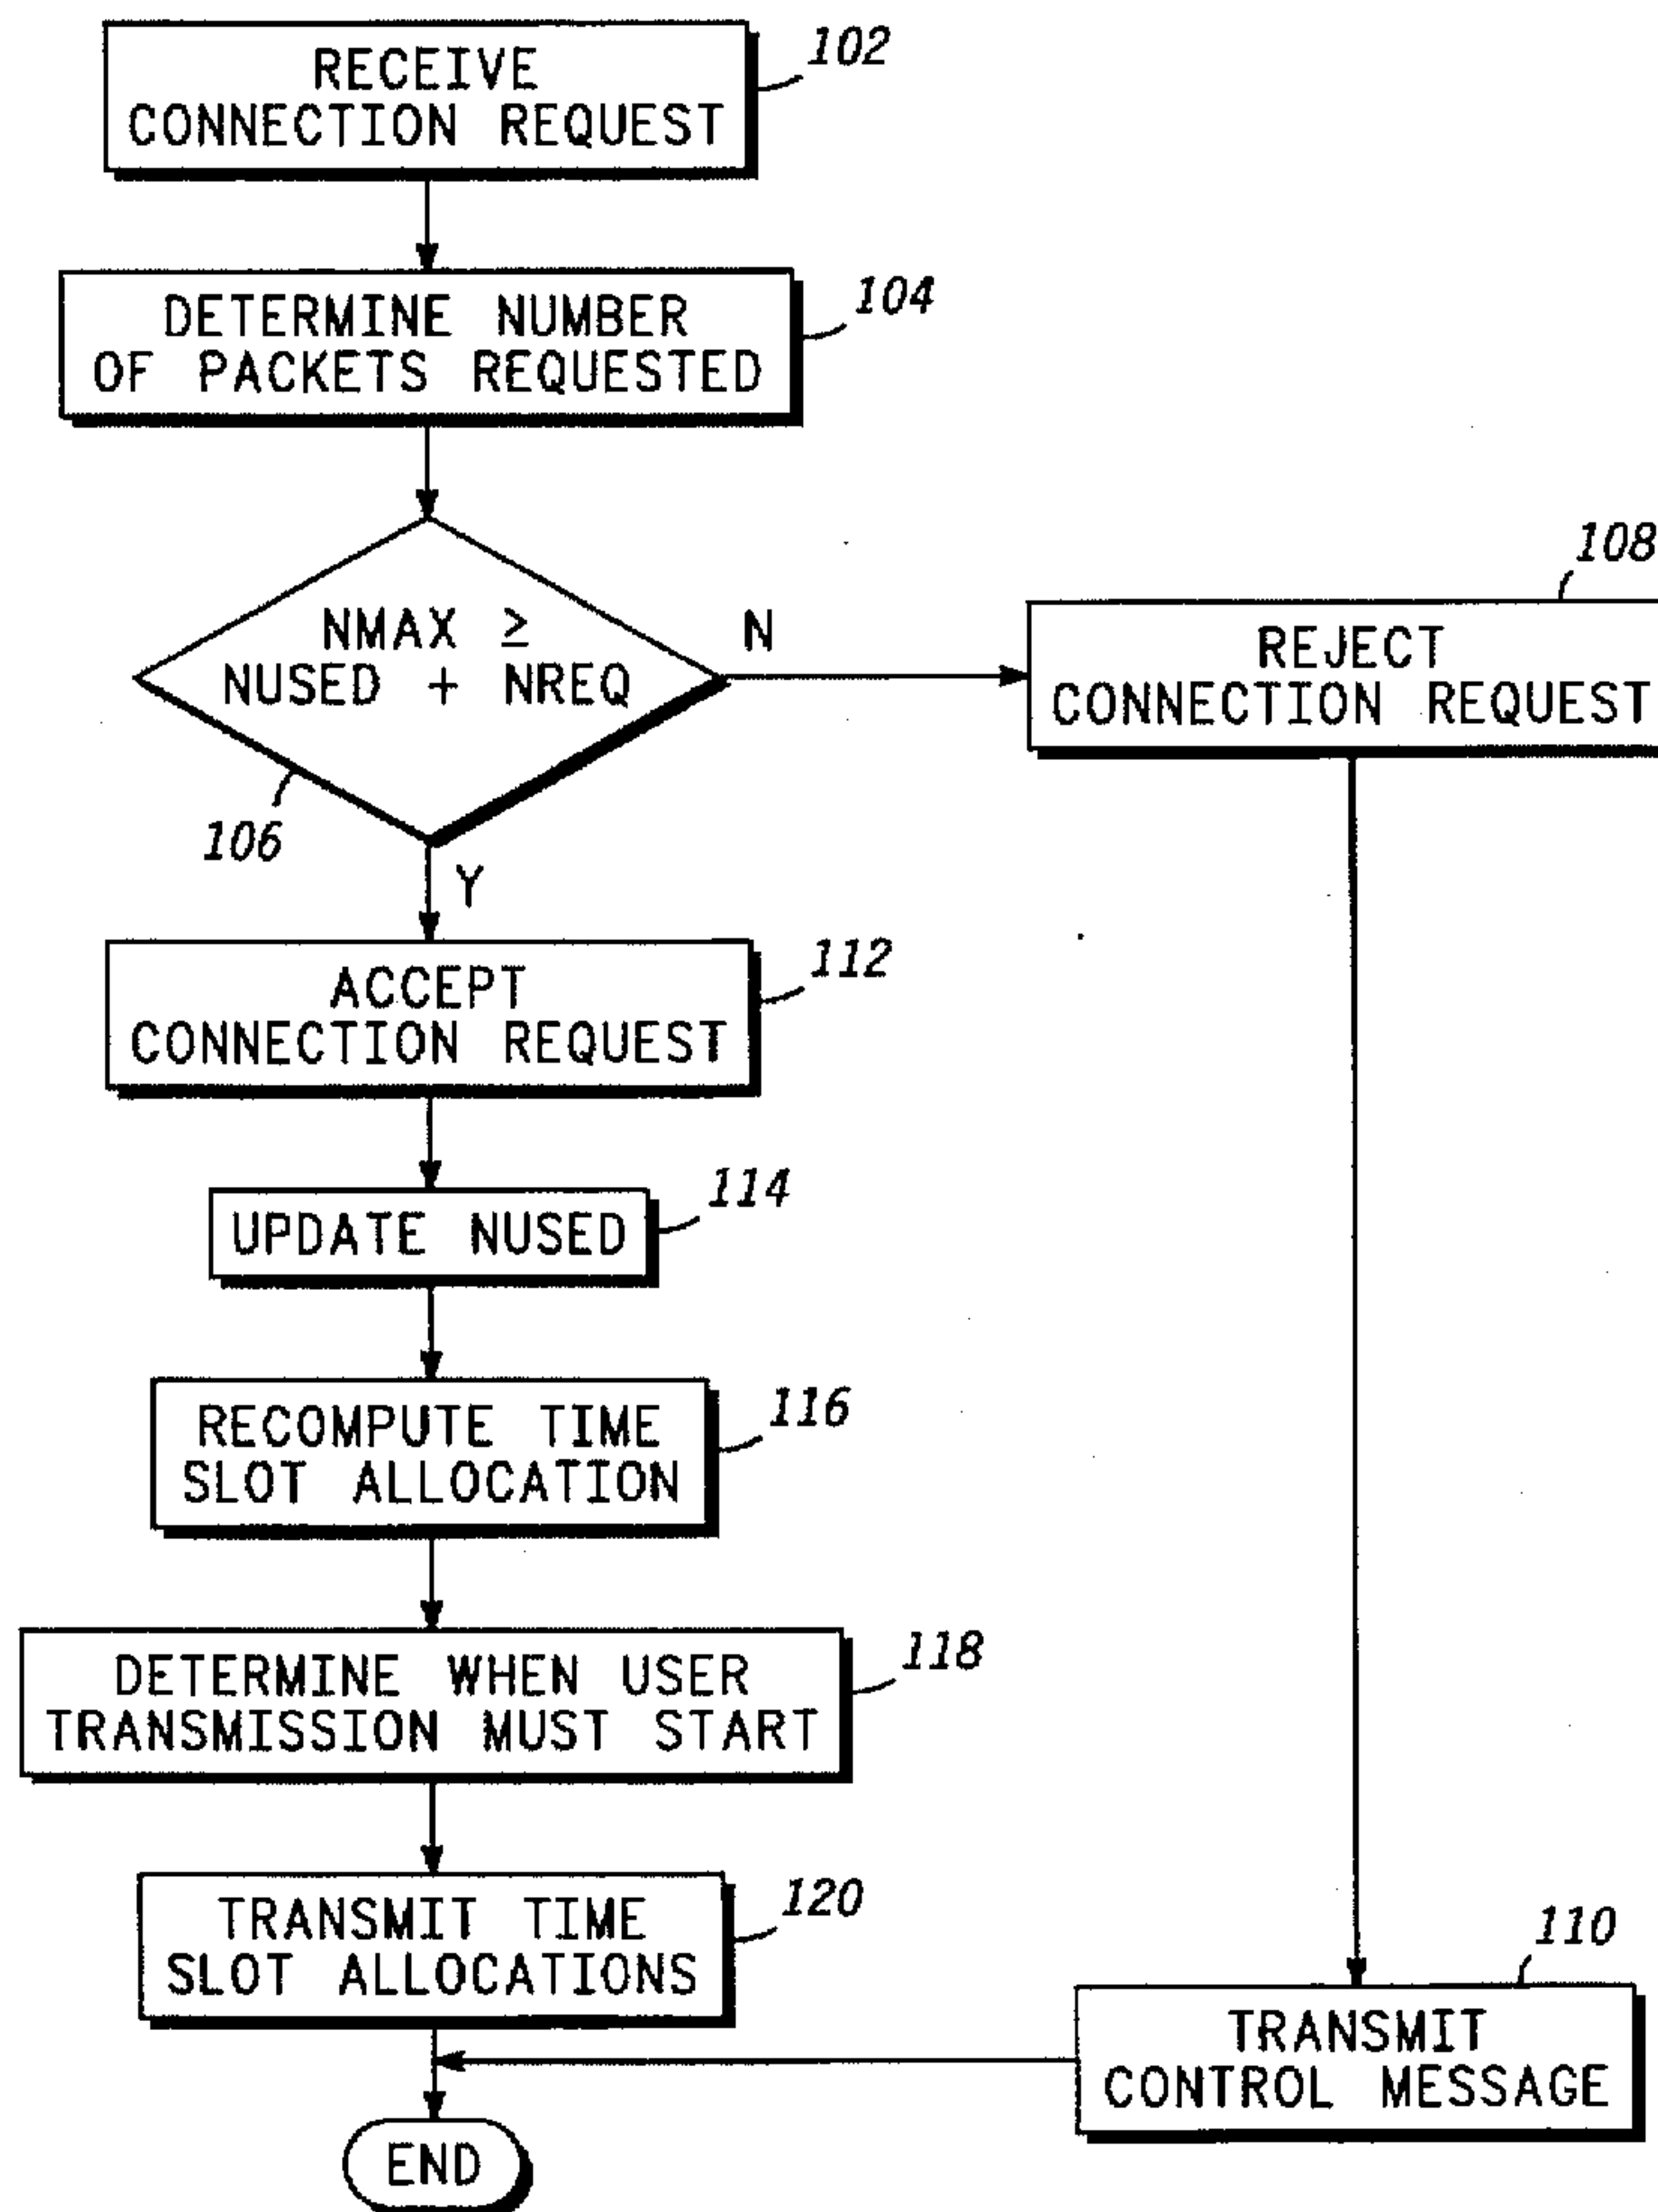 RECEIVE
CONNECTION REQUEST
102
DETERMINE NUMBER
OF PACKETS REQUESTED
104
NMAX ≥
NUSED + NREQ
106
N
Y
REJECT
CONNECTION REQUEST
108
ACCEPT
CONNECTION REQUEST
112
UPDATE NUSED
114
RECOMPUTE TIME
SLOT ALLOCATION
116
DETERMINE WHEN USER
TRANSMISSION MUST START
118
TRANSMIT TIME
SLOT ALLOCATIONS
120
TRANSMIT
CONTROL MESSAGE
110
END